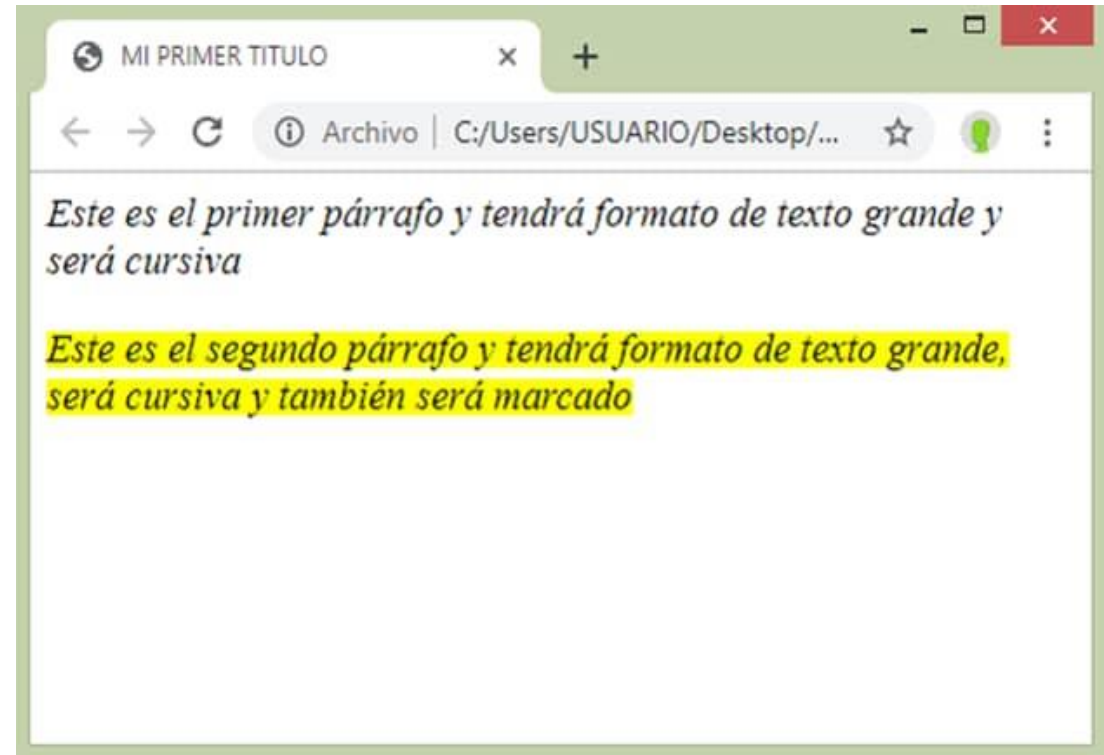 MI PRIMER TITULO
Archivo | C:/Users/USUARIO/Desktop/...
Este es el primer párrafo y tendrá formato de texto grande y
será cursiva
Este es el segundo párrafo y tendrá formato de texto grande,
será cursiva y también será marcado